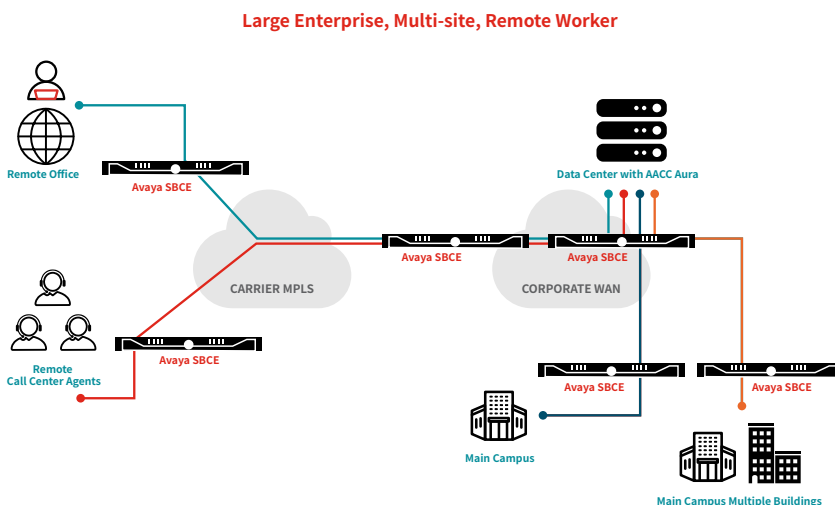 Large Enterprise, Multi-site, Remote Worker
Remote Office
Avaya SBCE
Data Center with AACC Aura
Avaya SBCE
Avaya SBCE
CARRIER MPLS
CORPORATE WAN
Remote
Call Center Agents
Avaya SBCE
Avaya SBCE
Avaya SBCE
Main Campus
Main Campus Multiple Buildings